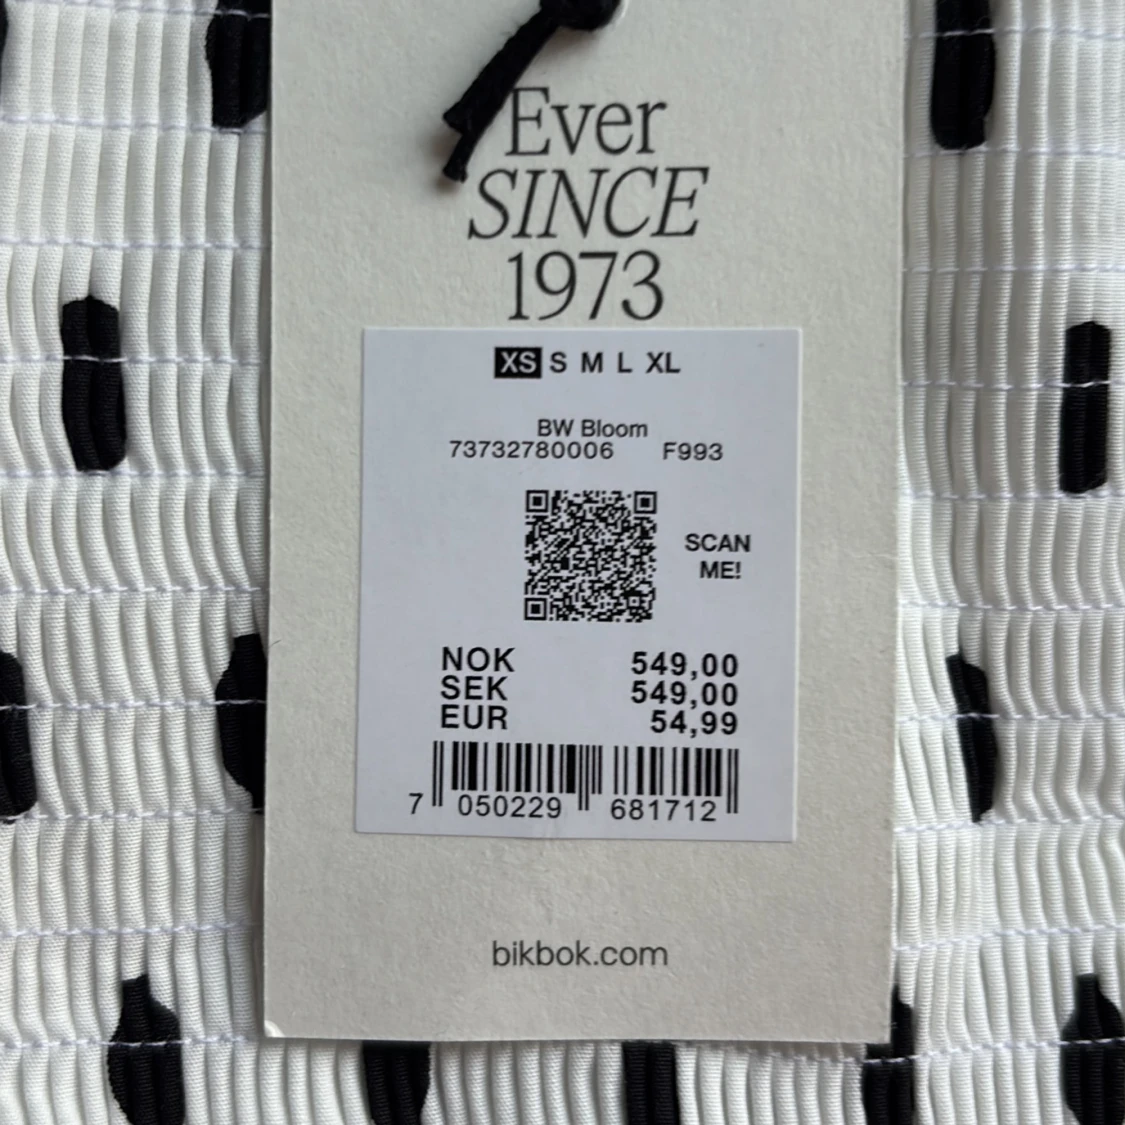 Ever
SINCE
1973
XS S M L XL
BW Bloom
73732780006 F993
SCAN
ME!
NOK 549,00
SEK 549,00
EUR 54,99
7 050229 681712
bikbok.com